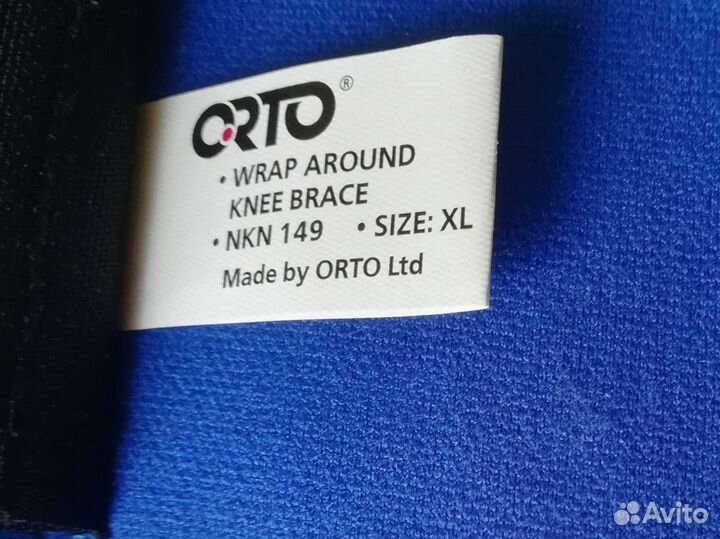 ORTO®
• WRAP AROUND
KNEE BRACE
• NKN 149 • SIZE: XL
Made by ORTO Ltd
Avito